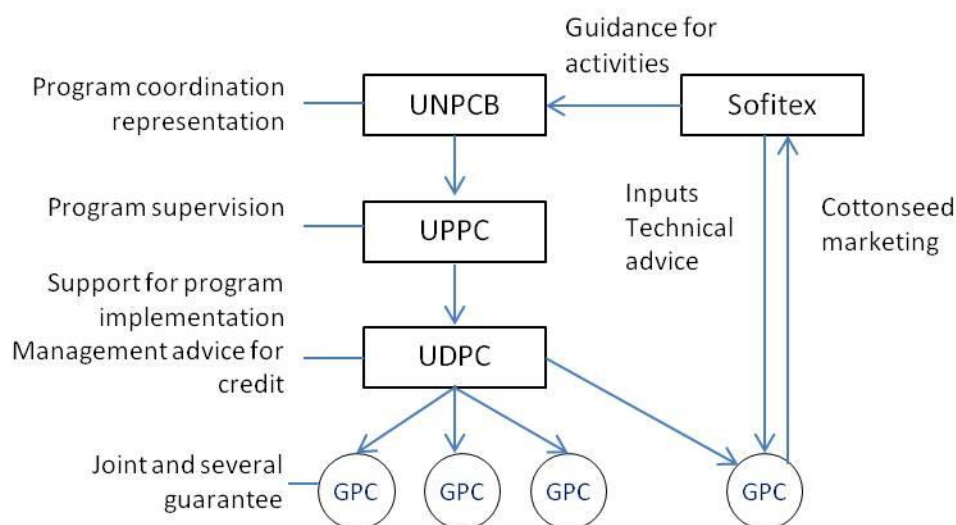 Guidance for
activities
Program coordination
representation
UNPCB
Sofitex
Program supervision
UPPC
Inputs
Technical
advice
Cottonseed
marketing
Support for program
implementation
Management advice for
credit
UDPC
Joint and several
guarantee
GPC
GPC
GPC
GPC